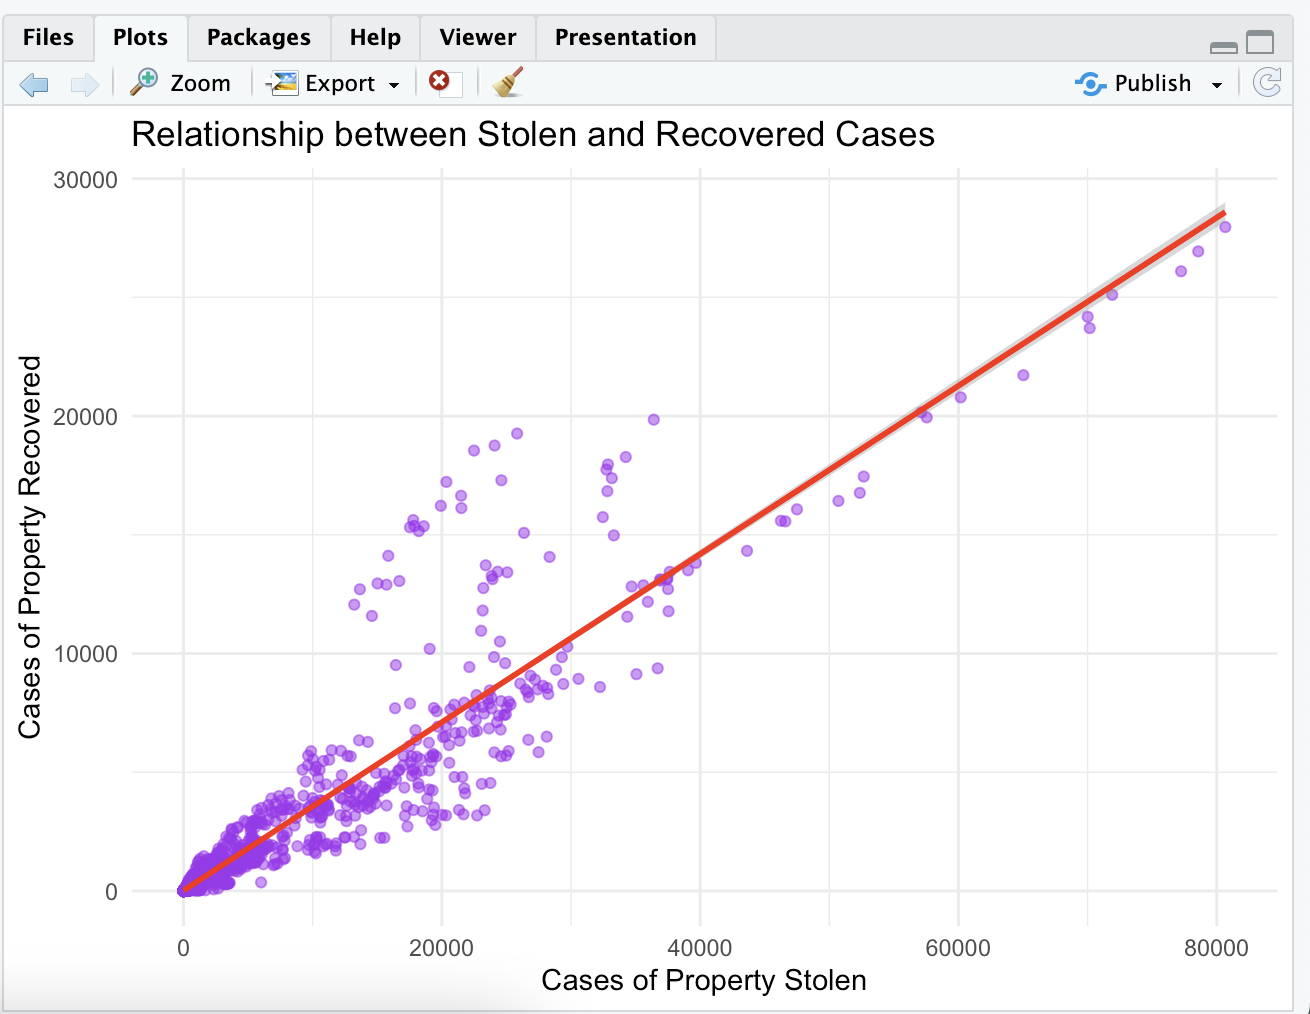 Files Plots Packages Help Viewer Presentation
Zoom Export Publish
Relationship between Stolen and Recovered Cases
30000
20000
10000
0
Cases of Property Recovered
0 20000 40000 60000 80000
Cases of Property Stolen